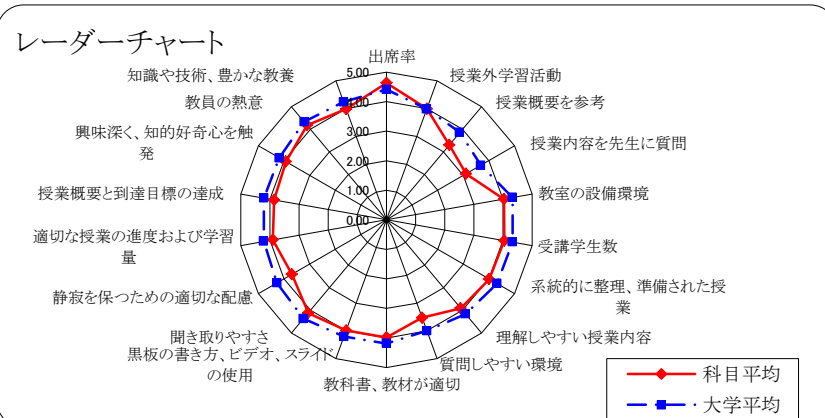 レーダーチャート
出席率
授業外学習活動
授業概要を参考
授業内容を先生に質問
教室の設備環境
受講学生数
系統的に整理、準備された授
業
理解しやすい授業内容
質問しやすい環境
教科書、教材が適切
黒板の書き方、ビデオ、スライド
の使用
聞き取りやすさ
静寂を保つための適切な配慮
適切な授業の進度および学習
量
授業概要と到達目標の達成
興味深く、知的好奇心を触
発
教員の熱意
知識や技術、豊かな教養
5.00
4.00
3.00
2.00
1.00
0.00
科目平均
大学平均